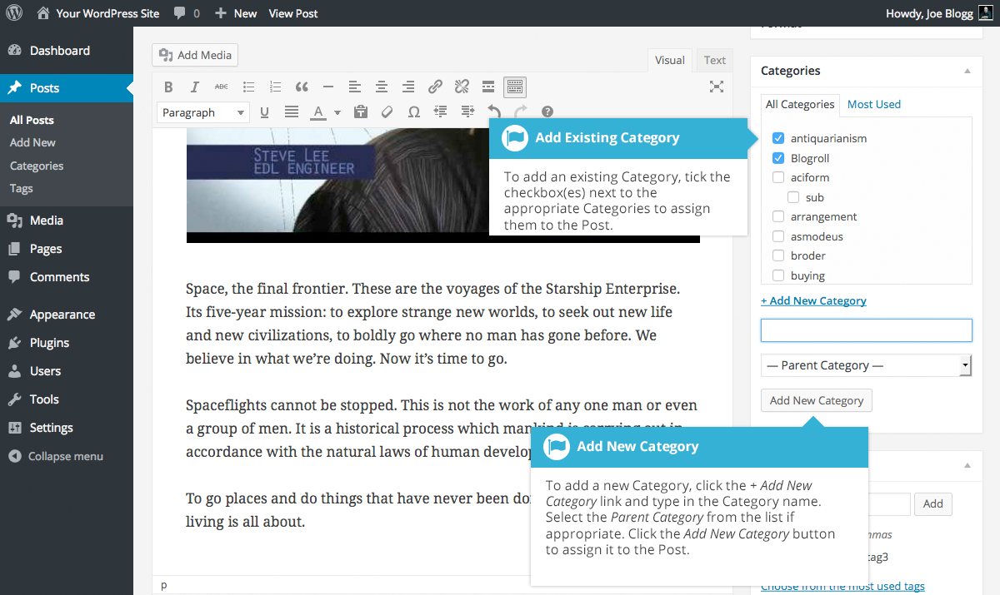 Your WordPress Site 0 + New View Post Howdy, Joe Blogg
Dashboard
Posts
All Posts
Add New
Categories
Tags
Media
Pages
Comments
Appearance
Plugins
Users
Tools
Settings
Collapse menu
Add Media
Visual Text
B I ABC
Paragraph U A Ω
STEVE LEE
EDL ENGINEER
Space, the final frontier. These are the voyages of the Starship Enterprise.
Its five-year mission: to explore strange new worlds, to seek out new life
and new civilizations, to boldly go where no man has gone before. We
believe in what we’re doing. Now it’s time to go.
Spaceflights cannot be stopped. This is not the work of any one man or even
a group of men. It is a historical process which mankind is carrying out in
accordance with the natural laws of human develop
To go places and do things that have never been doi
living is all about.
p
Add Existing Category
To add an existing Category, tick the
checkbox(es) next to the
appropriate Categories to assign
them to the Post.
Format
Categories
All Categories Most Used
antiquarianism
Blogroll
aciform
sub
arrangement
asmodeus
broder
buying
+ Add New Category
— Parent Category —
Add New Category
Add New Category
To add a new Category, click the + Add New
Category link and type in the Category name.
Select the Parent Category from the list if
appropriate. Click the Add New Category button
to assign it to the Post.
Add
mmas
tag3
Choose from the most used tags